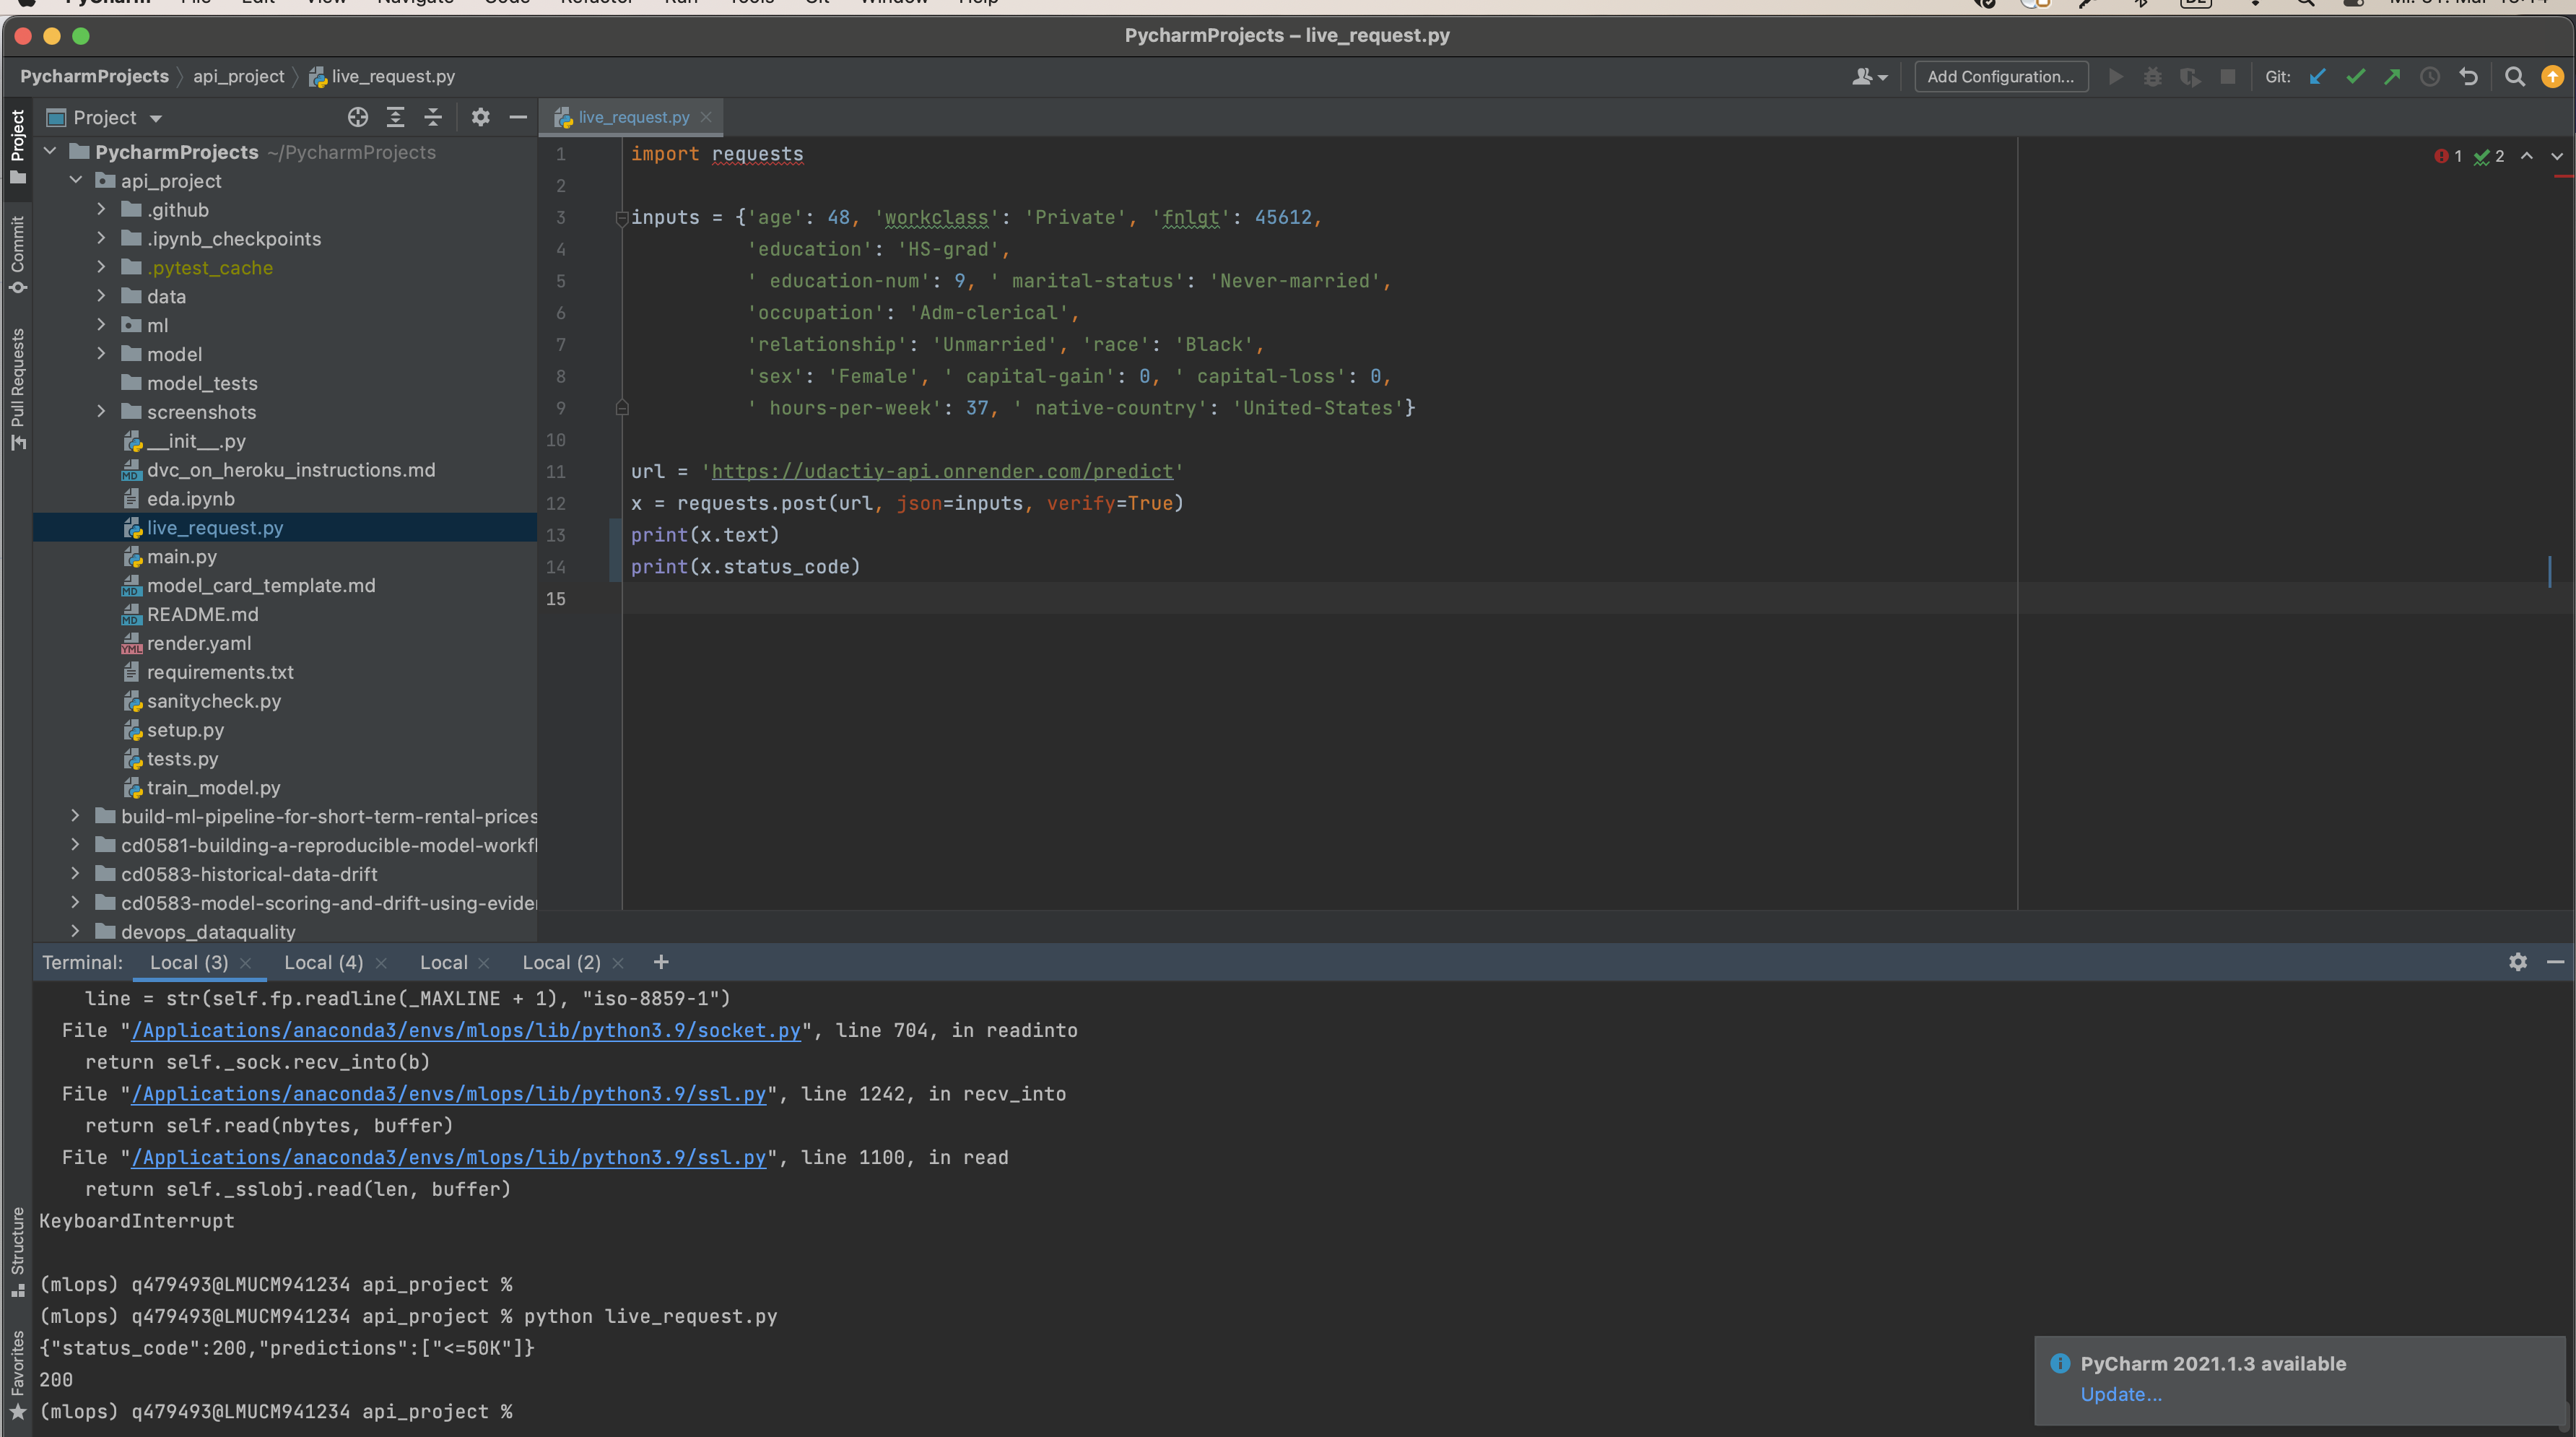 PyCharm File Edit View Navigate Code Refactor Run Tools Git Window Help
PycharmProjects – live_request.py
PycharmProjects api_project live_request.py
Add Configuration...
Git:
Project
Commit
Pull Requests
Structure
Favorites
Project
PycharmProjects ~/PycharmProjects
api_project
.github
.ipynb_checkpoints
.pytest_cache
data
ml
model
model_tests
screenshots
__init__.py
dvc_on_heroku_instructions.md
eda.ipynb
live_request.py
main.py
model_card_template.md
README.md
render.yaml
requirements.txt
sanitycheck.py
setup.py
tests.py
train_model.py
build-ml-pipeline-for-short-term-rental-prices
cd0581-building-a-reproducible-model-workfl
cd0583-historical-data-drift
cd0583-model-scoring-and-drift-using-evide
devops_dataquality
live_request.py
1 2
1 import requests
2
3 inputs = {'age': 48, 'workclass': 'Private', 'fnlgt': 45612,
4 'education': 'HS-grad',
5 ' education-num': 9, ' marital-status': 'Never-married',
6 'occupation': 'Adm-clerical',
7 'relationship': 'Unmarried', 'race': 'Black',
8 'sex': 'Female', ' capital-gain': 0, ' capital-loss': 0,
9 ' hours-per-week': 37, ' native-country': 'United-States'}
10
11 url = 'https://udactiy-api.onrender.com/predict'
12 x = requests.post(url, json=inputs, verify=True)
13 print(x.text)
14 print(x.status_code)
15
Terminal: Local (3) Local (4) Local Local (2)
line = str(self.fp.readline(_MAXLINE + 1), "iso-8859-1")
File "/Applications/anaconda3/envs/mlops/lib/python3.9/socket.py", line 704, in readinto
return self._sock.recv_into(b)
File "/Applications/anaconda3/envs/mlops/lib/python3.9/ssl.py", line 1242, in recv_into
return self.read(nbytes, buffer)
File "/Applications/anaconda3/envs/mlops/lib/python3.9/ssl.py", line 1100, in read
return self._sslobj.read(len, buffer)
KeyboardInterrupt
(mlops) q479493@LMUCM941234 api_project %
(mlops) q479493@LMUCM941234 api_project % python live_request.py
{"status_code":200,"predictions":["<=50K"]}
200
(mlops) q479493@LMUCM941234 api_project %
PyCharm 2021.1.3 available
Update...